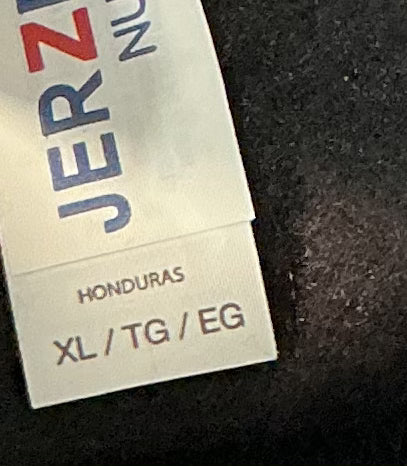 JERZ
NU
HONDURAS
XL / TG / EG